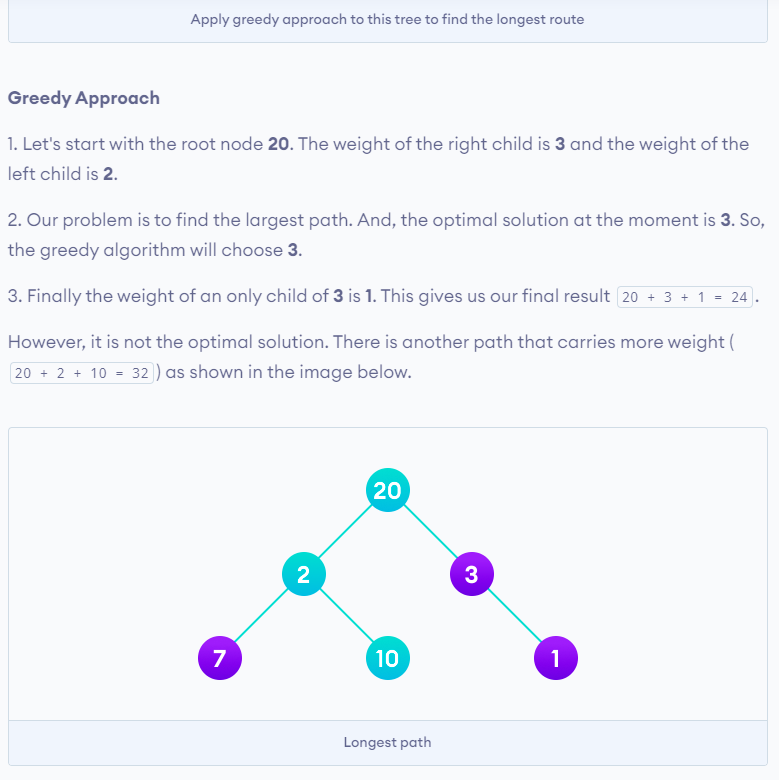 Apply greedy approach to this tree to find the longest route
Greedy Approach
1. Let's start with the root node 20. The weight of the right child is 3 and the weight of the
left child is 2.
2. Our problem is to find the largest path. And, the optimal solution at the moment is 3. So,
the greedy algorithm will choose 3.
3. Finally the weight of an only child of 3 is 1. This gives us our final result 20 + 3 + 1 = 24 .
However, it is not the optimal solution. There is another path that carries more weight (
20 + 2 + 10 = 32 ) as shown in the image below.
20
2 3
7 10 1
Longest path